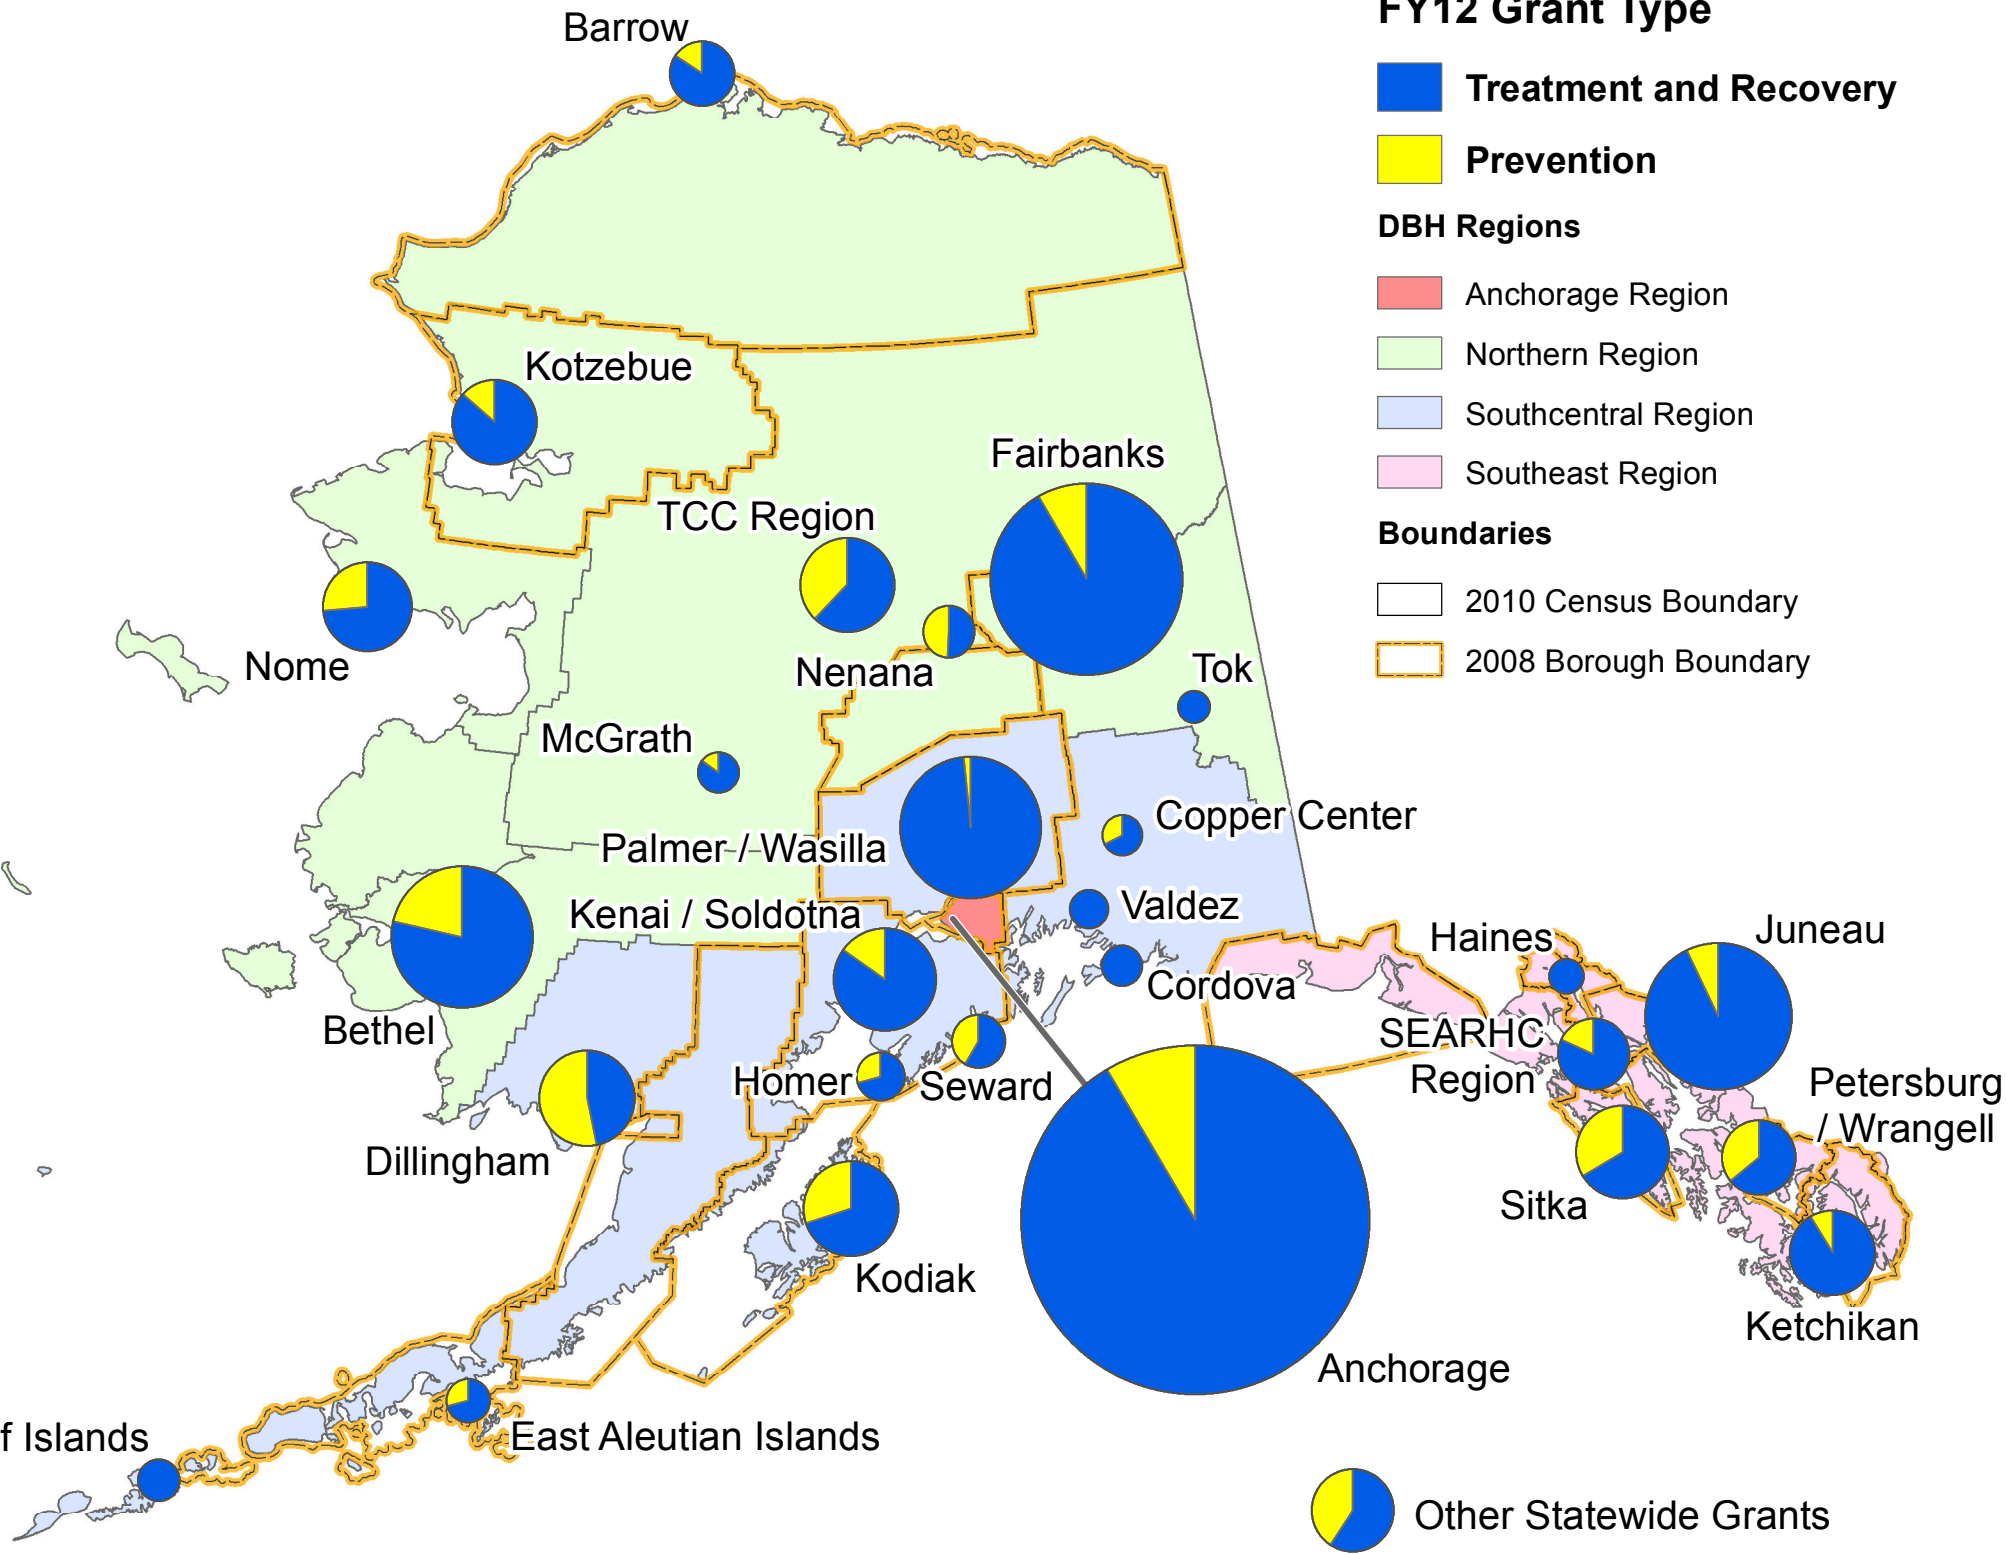 FY12 Grant Type
Treatment and Recovery
Prevention
DBH Regions
Anchorage Region
Northern Region
Southcentral Region
Southeast Region
Boundaries
2010 Census Boundary
2008 Borough Boundary
Barrow
Kotzebue
Fairbanks
TCC Region
Nome
Nenana
Tok
McGrath
Copper Center
Palmer / Wasilla
Valdez
Kenai / Soldotna
Haines
Juneau
Cordova
Bethel
SEARHC
Region
Homer
Seward
Petersburg
/ Wrangell
Dillingham
Sitka
Kodiak
Ketchikan
Anchorage
f Islands
East Aleutian Islands
Other Statewide Grants